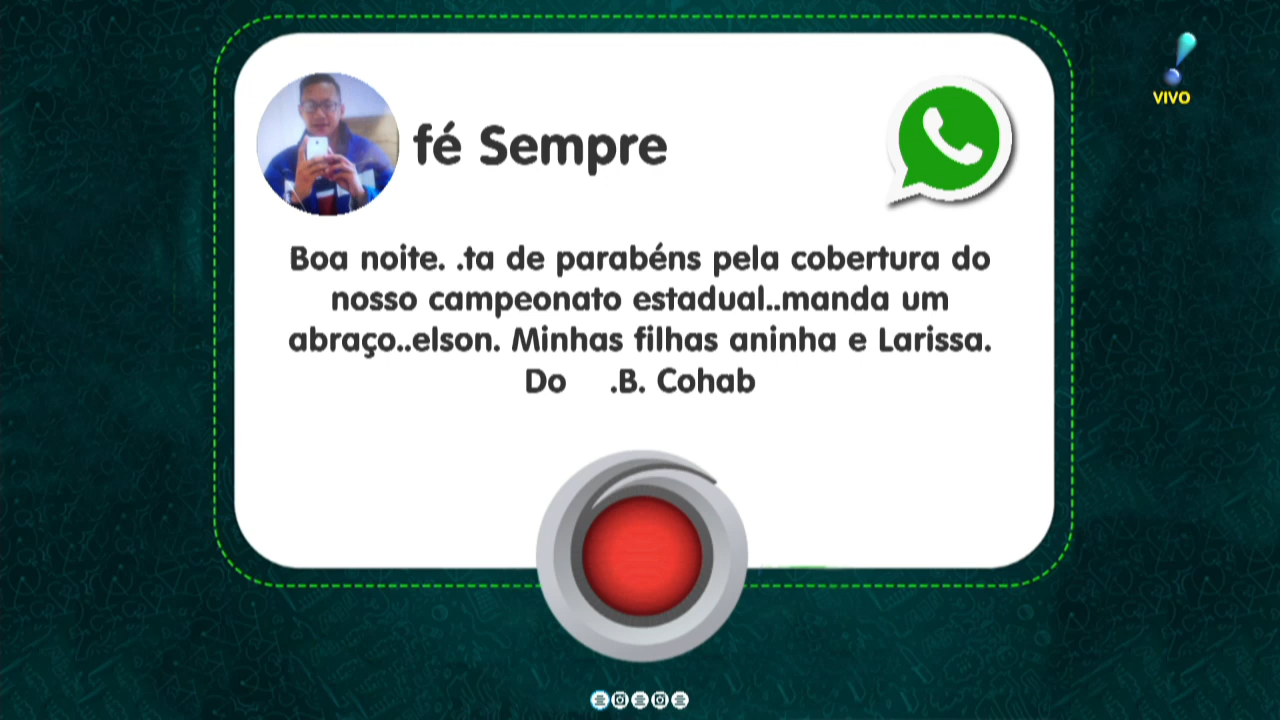 VIVO
fé Sempre
Boa noite. .ta de parabéns pela cobertura do
nosso campeonato estadual..manda um
abraço..elson. Minhas filhas aninha e Larissa.
Do .B. Cohab